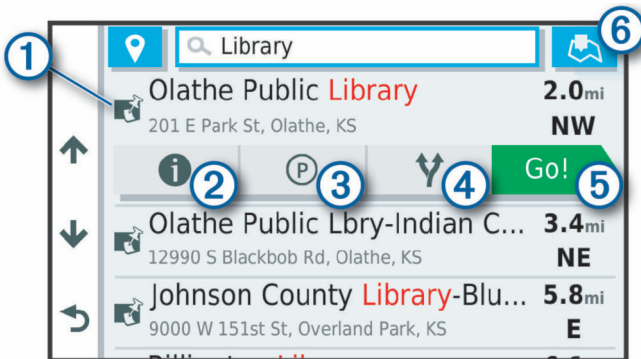 6
1
Library
Olathe Public Library
2.0mi
201 E Park St, Olathe, KS
NW
i
P
Go!
2
3
4
5
Olathe Public Lbry-Indian C...
3.4mi
12990 S Blackbob Rd, Olathe, KS
NE
Johnson County Library-Blu...
5.8mi
9000 W 151st St, Overland Park, KS
E